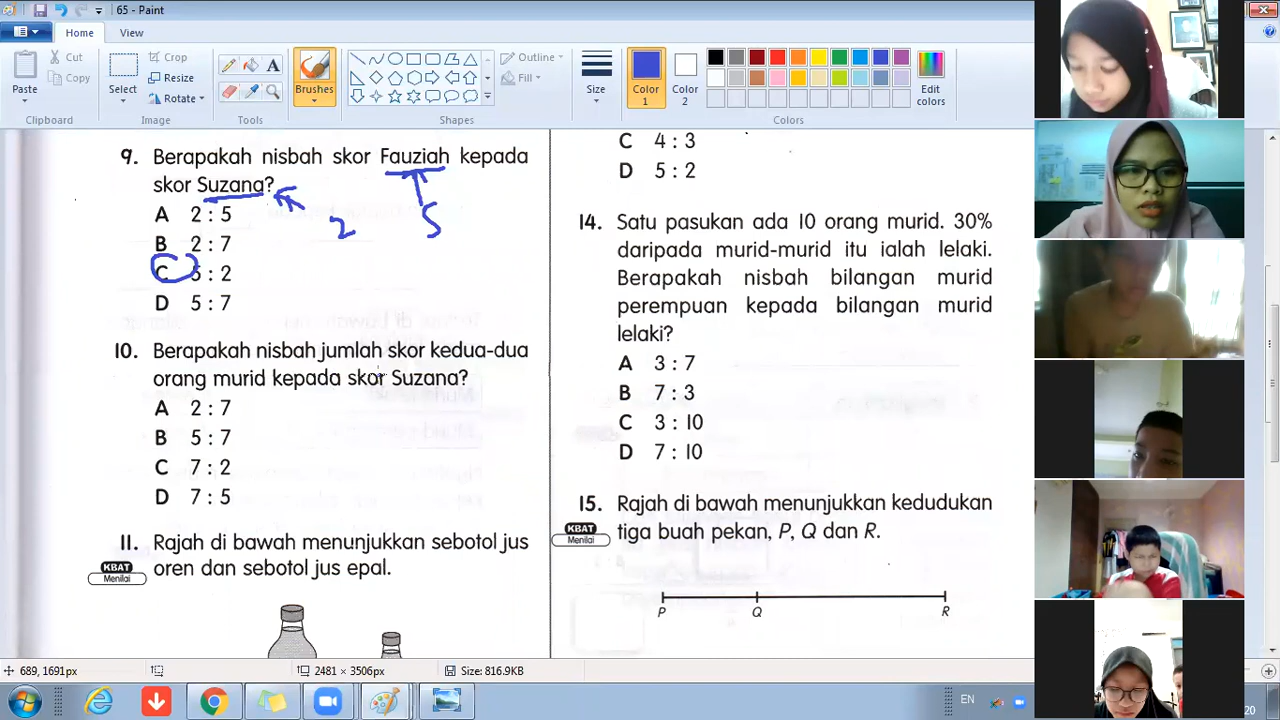 65 - Paint
Home
View
Paste
Cut
Copy
Clipboard
Select
Crop
Resize
Rotate
Image
Tools
Brushes
Shapes
Outline
Fill
Size
Color
1
Color
2
Colors
Edit
colors
9. Berapakah nisbah skor Fauziah kepada
skor Suzana?
2
5
A 2 : 5
B 2 : 7
C 5 : 2
D 5 : 7
10. Berapakah nisbah jumlah skor kedua-dua
orang murid kepada skor Suzana?
A 2 : 7
B 5 : 7
C 7 : 2
D 7 : 5
11. Rajah di bawah menunjukkan sebotol jus
KBAT
Menilai
oren dan sebotol jus epal.
C 4 : 3
D 5 : 2
14. Satu pasukan ada 10 orang murid. 30%
daripada murid-murid itu ialah lelaki.
Berapakah nisbah bilangan murid
perempuan kepada bilangan murid
lelaki?
A 3 : 7
B 7 : 3
C 3 : 10
D 7 : 10
15. Rajah di bawah menunjukkan kedudukan
KBAT
Menilai
tiga buah pekan, P, Q dan R.
P Q R
689, 1691px
2481 × 3506px
Size: 816.9KB
EN
20